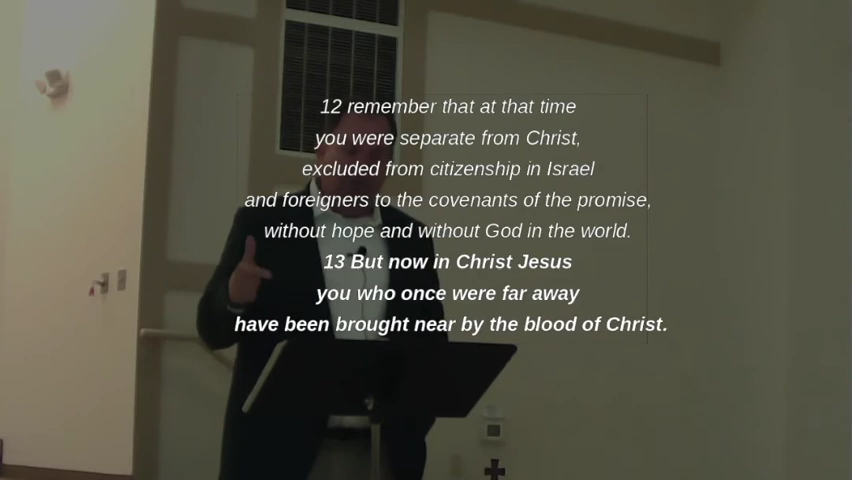 12 remember that at that time
you were separate from Christ,
excluded from citizenship in Israel
and foreigners to the covenants of the promise,
without hope and without God in the world.
13 But now in Christ Jesus
you who once were far away
have been brought near by the blood of Christ.